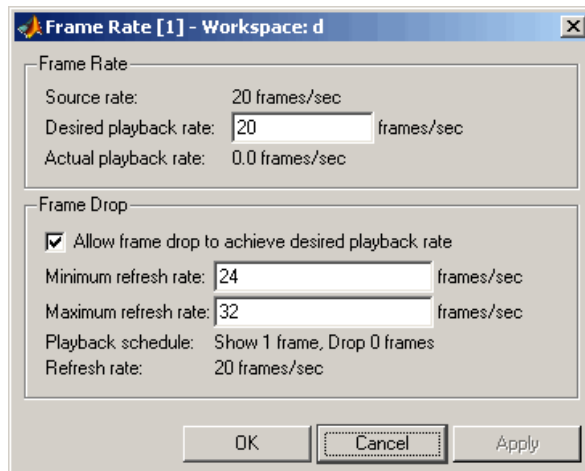 Frame Rate [1] - Workspace: d
Frame Rate
Source rate: 20 frames/sec
Desired playback rate: 20 frames/sec
Actual playback rate: 0.0 frames/sec
Frame Drop
Allow frame drop to achieve desired playback rate
Minimum refresh rate: 24 frames/sec
Maximum refresh rate: 32 frames/sec
Playback schedule: Show 1 frame, Drop 0 frames
Refresh rate: 20 frames/sec
OK Cancel Apply